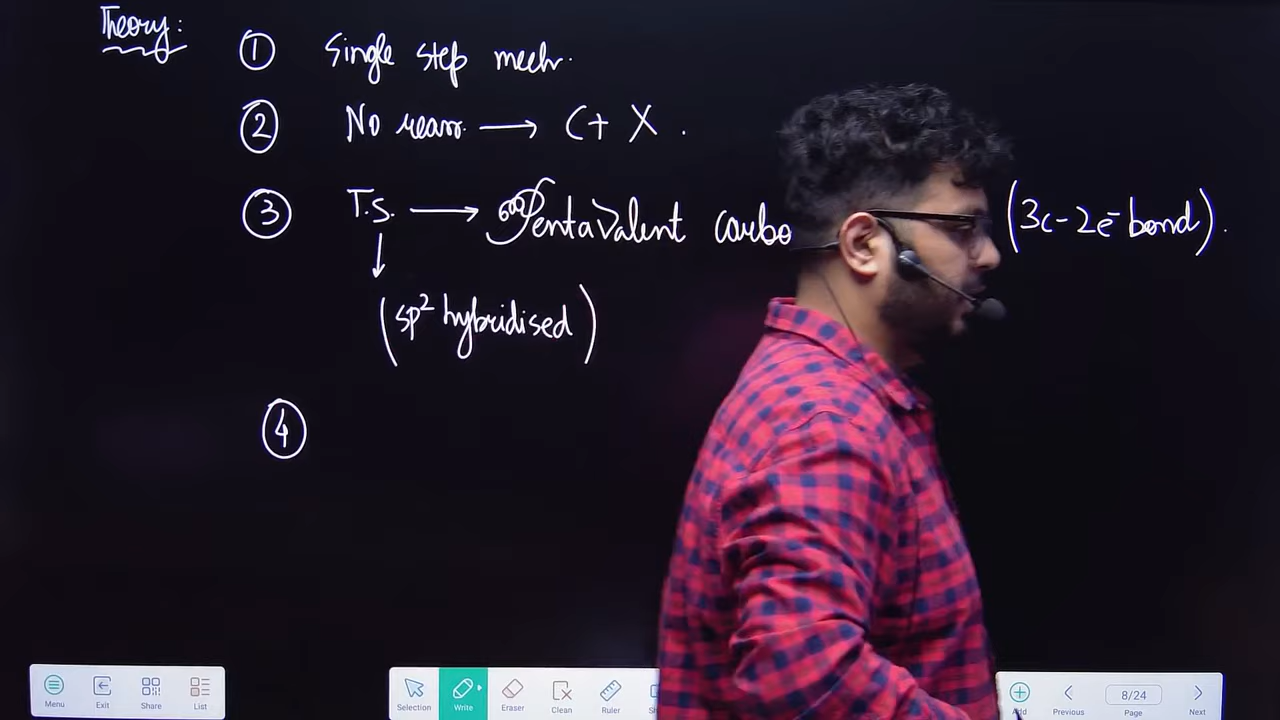 Theory:
① Single step mech.
② No rearr. → C+ X .
③ T.S. → Pentavalent carbo (3c-2e⁻ bond).
↓
(sp² hybridised)
④
Menu
Exit
Share
List
Selection
Write
Eraser
Clean
Ruler
Add
Previous
8/24
Page
Next